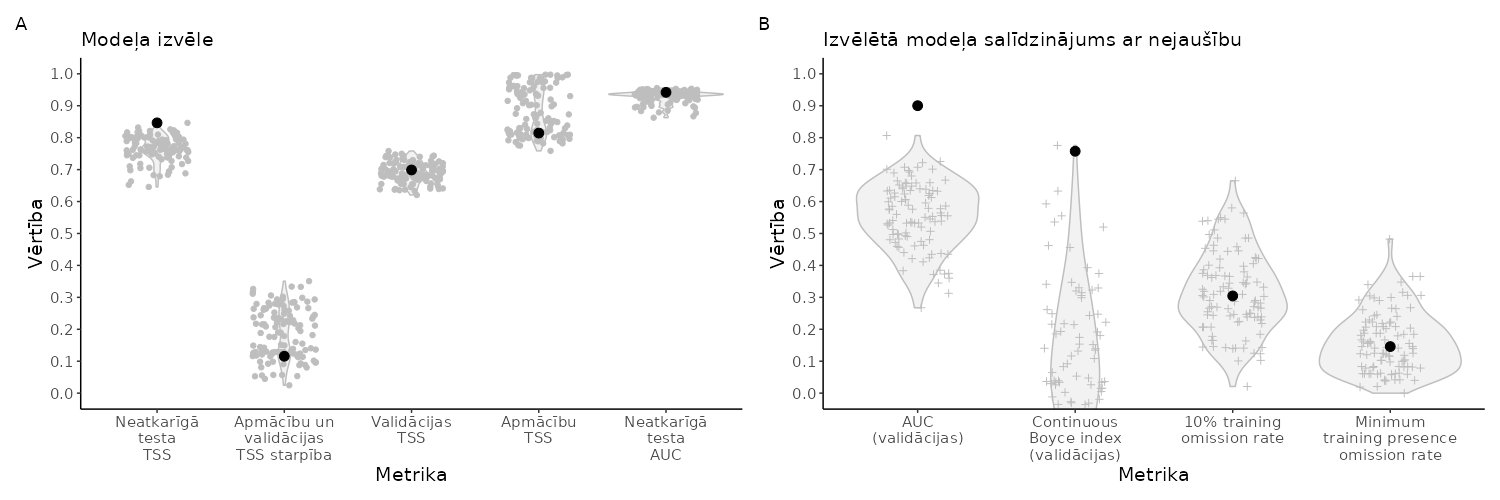 A
Modeļa izvēle
Vērtība
1.0
0.9
0.8
0.7
0.6
0.5
0.4
0.3
0.2
0.1
0.0
Neatkarīgā
testa
TSS
Apmācību un
validācijas
TSS starpība
Validācijas
TSS
Apmācību
TSS
Neatkarīgā
testa
AUC
Metrika
B
Izvēlētā modeļa salīdzinājums ar nejaušību
Vērtība
1.0
0.9
0.8
0.7
0.6
0.5
0.4
0.3
0.2
0.1
0.0
AUC
(validācijas)
Continuous
Boyce index
(validācijas)
10% training
omission rate
Minimum
training presence
omission rate
Metrika